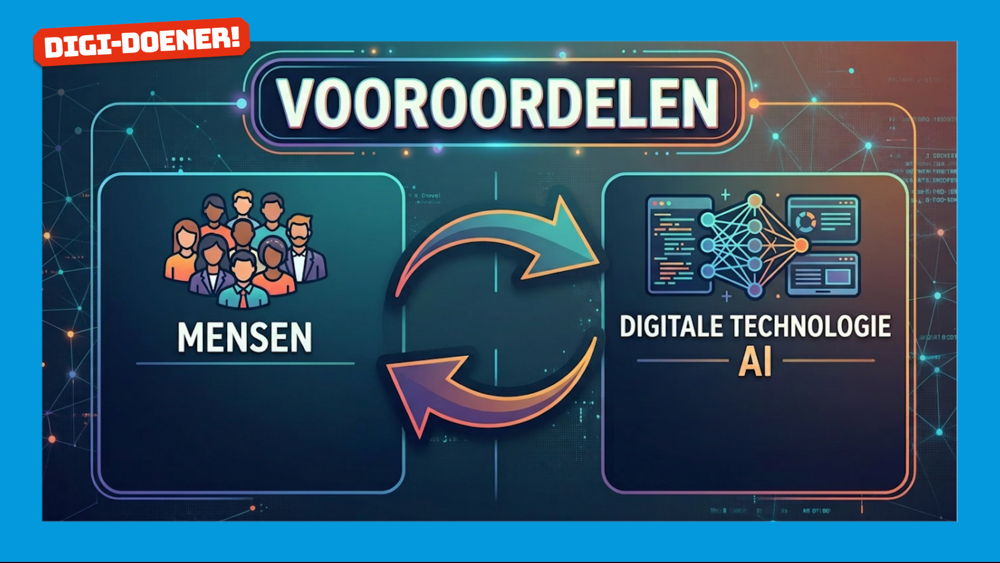 DIGI-DOENER!
VOOROORDELEN
MENSEN
DIGITALE TECHNOLOGIE
AI